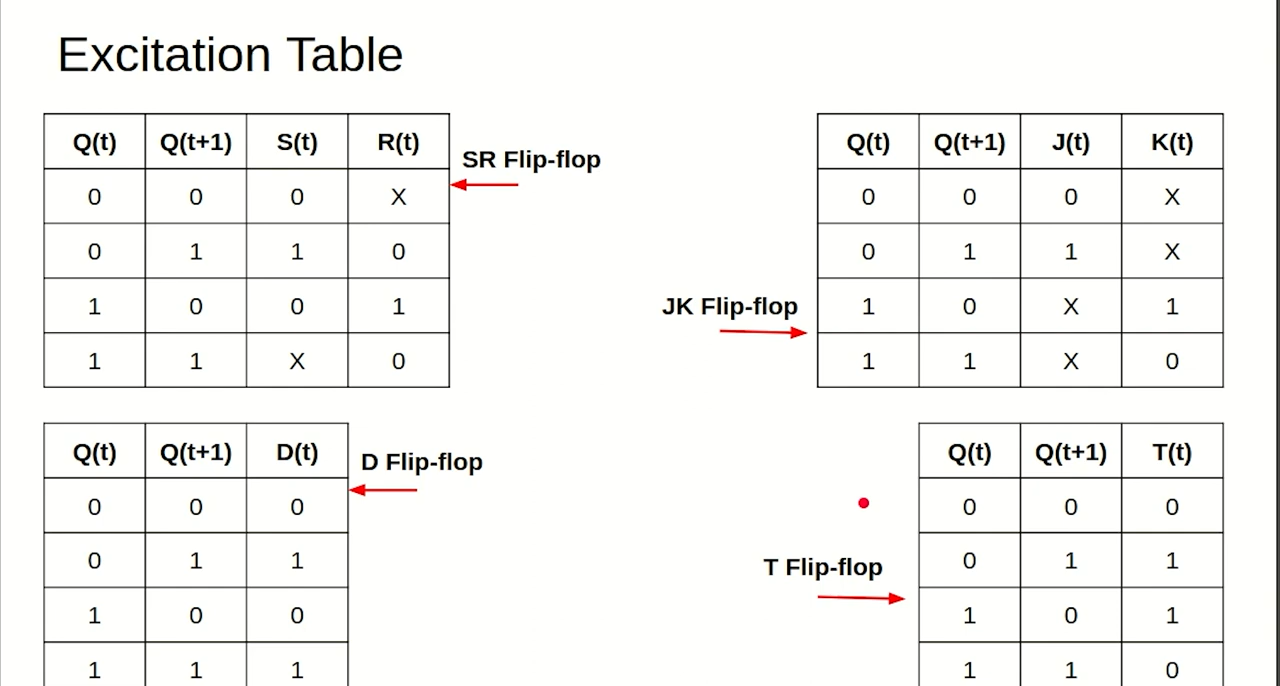 Excitation Table
Q(t) Q(t+1) S(t) R(t)
0 0 0 X
0 1 1 0
1 0 0 1
1 1 X 0
SR Flip-flop
Q(t) Q(t+1) J(t) K(t)
0 0 0 X
0 1 1 X
1 0 X 1
1 1 X 0
JK Flip-flop
Q(t) Q(t+1) D(t)
0 0 0
0 1 1
1 0 0
1 1 1
D Flip-flop
Q(t) Q(t+1) T(t)
0 0 0
0 1 1
1 0 1
1 1 0
T Flip-flop